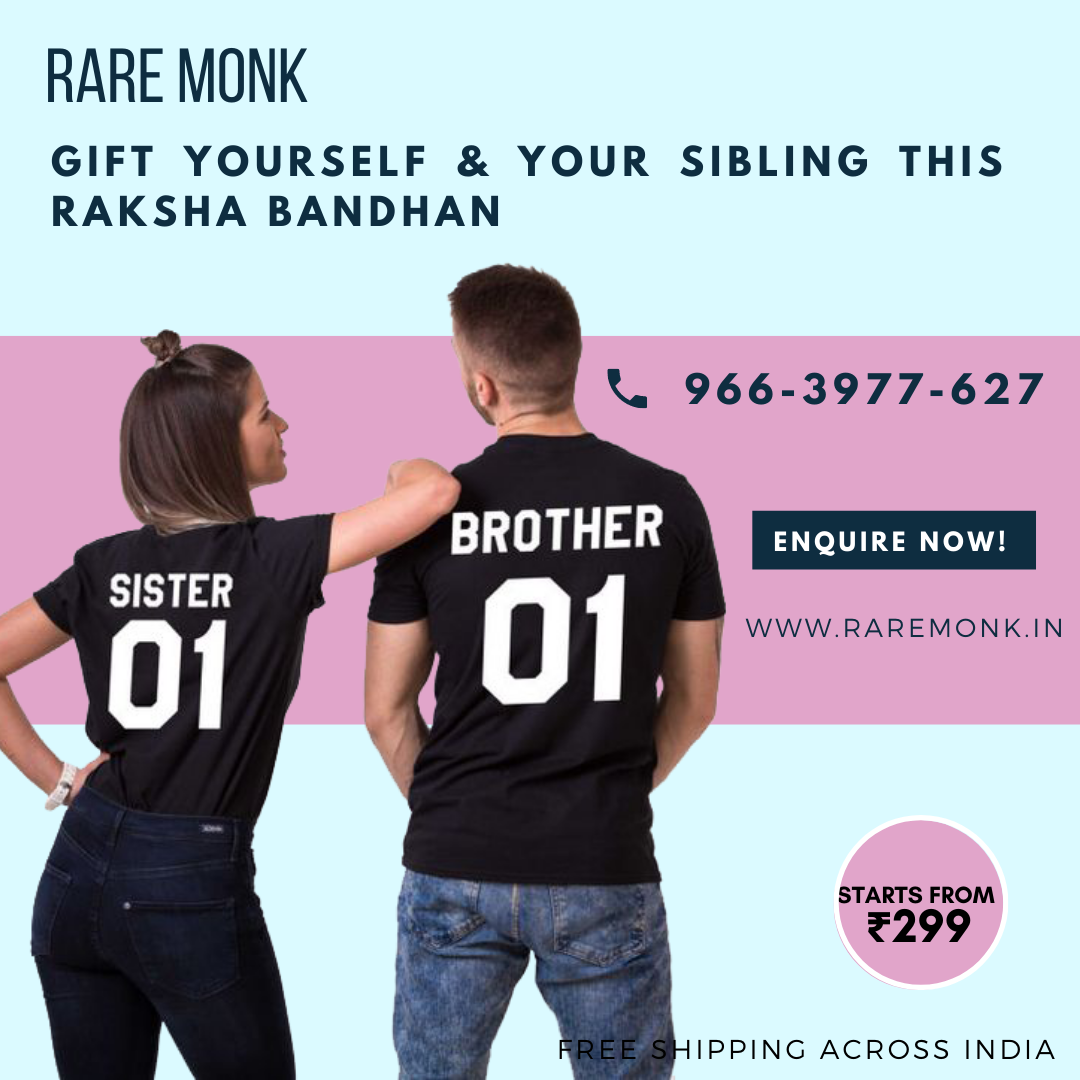 RARE MONK
GIFT YOURSELF & YOUR SIBLING THIS
RAKSHA BANDHAN
966-3977-627
BROTHER
01
SISTER
01
ENQUIRE NOW!
WWW.RAREMONK.IN
STARTS FROM
₹299
FREE SHIPPING ACROSS INDIA